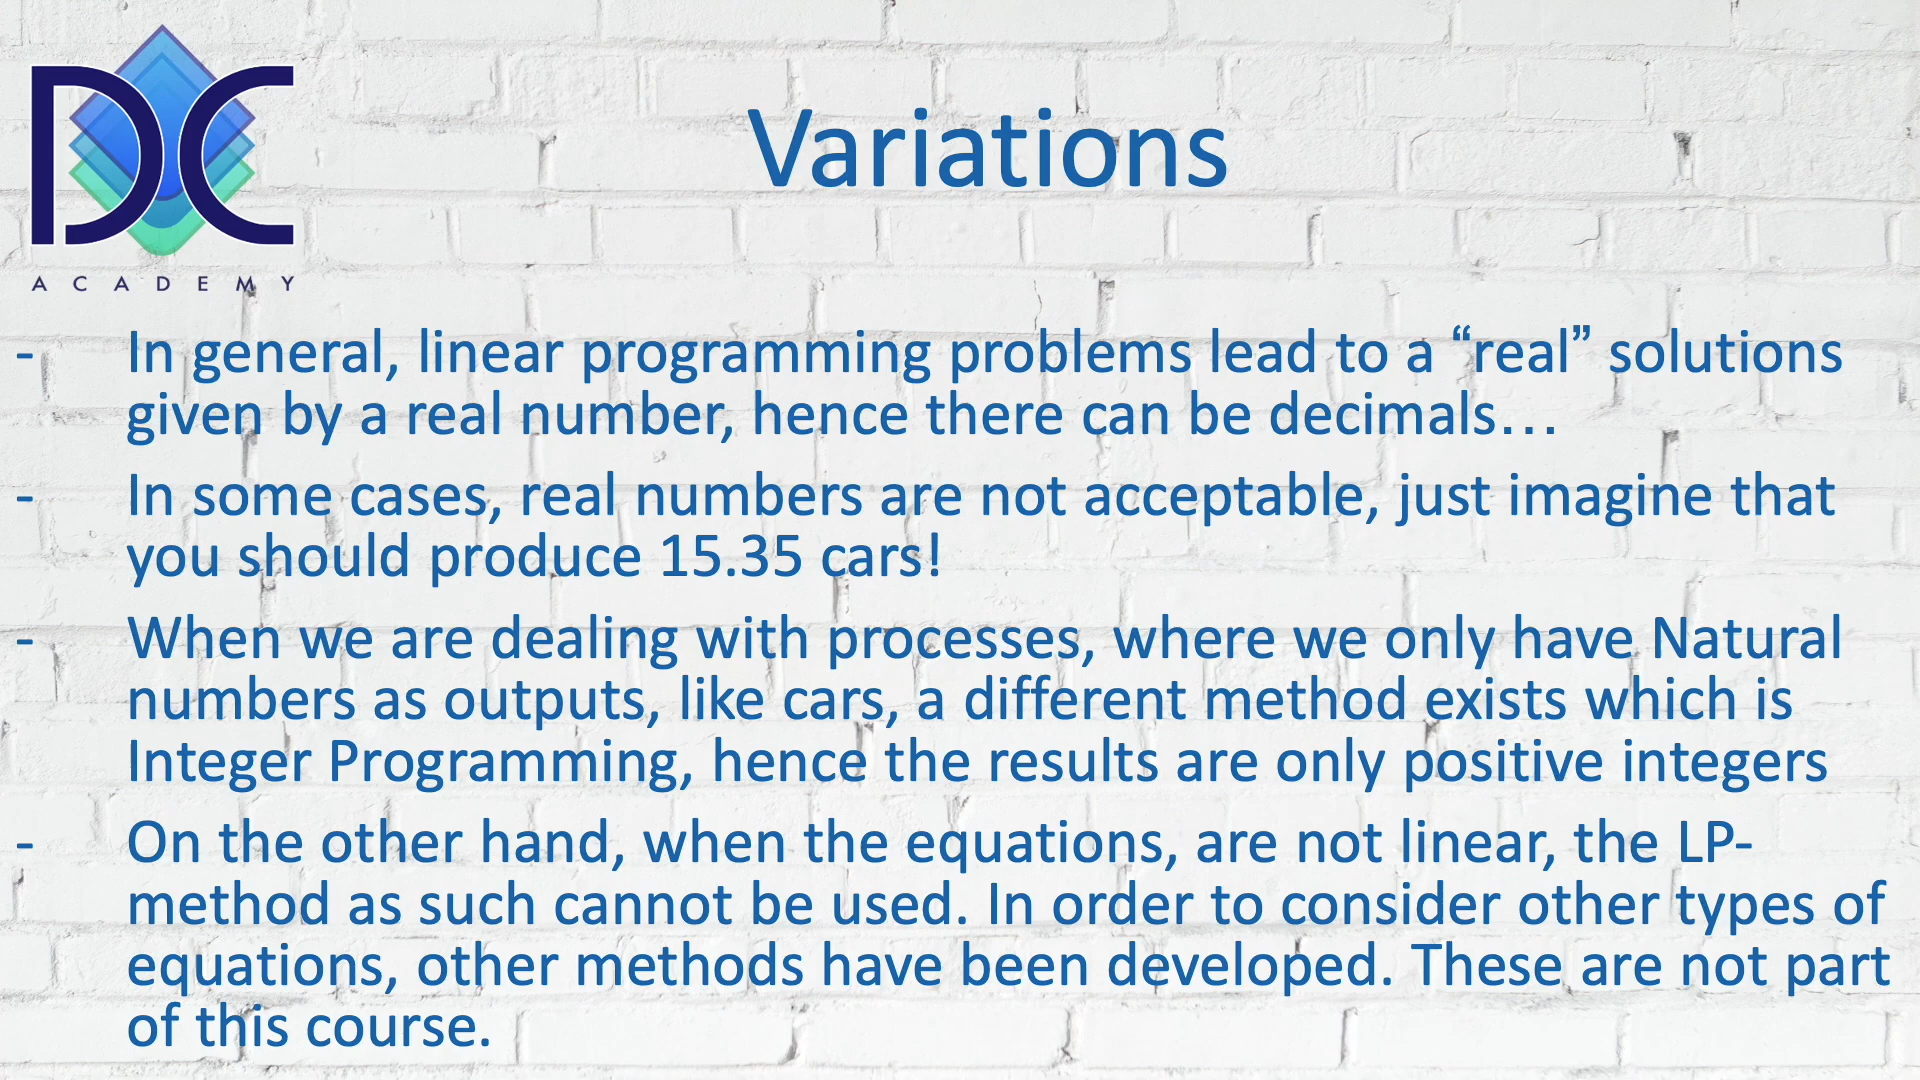 DC
ACADEMY
Variations
- In general, linear programming problems lead to a “real” solutions
given by a real number, hence there can be decimals…
- In some cases, real numbers are not acceptable, just imagine that
you should produce 15.35 cars!
- When we are dealing with processes, where we only have Natural
numbers as outputs, like cars, a different method exists which is
Integer Programming, hence the results are only positive integers
- On the other hand, when the equations, are not linear, the LP-
method as such cannot be used. In order to consider other types of
equations, other methods have been developed. These are not part
of this course.